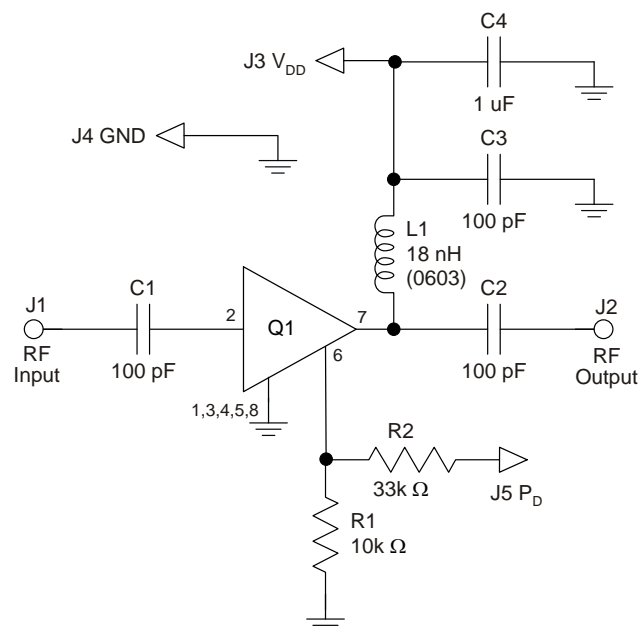 C4
J3 V_DD
1 uF
J4 GND
C3
100 pF
L1
18 nH
(0603)
C1
C2
J1
J2
2
Q1
7
RF
Input
RF
Output
100 pF
100 pF
6
1,3,4,5,8
R2
33k Ω
J5 P_D
R1
10k Ω